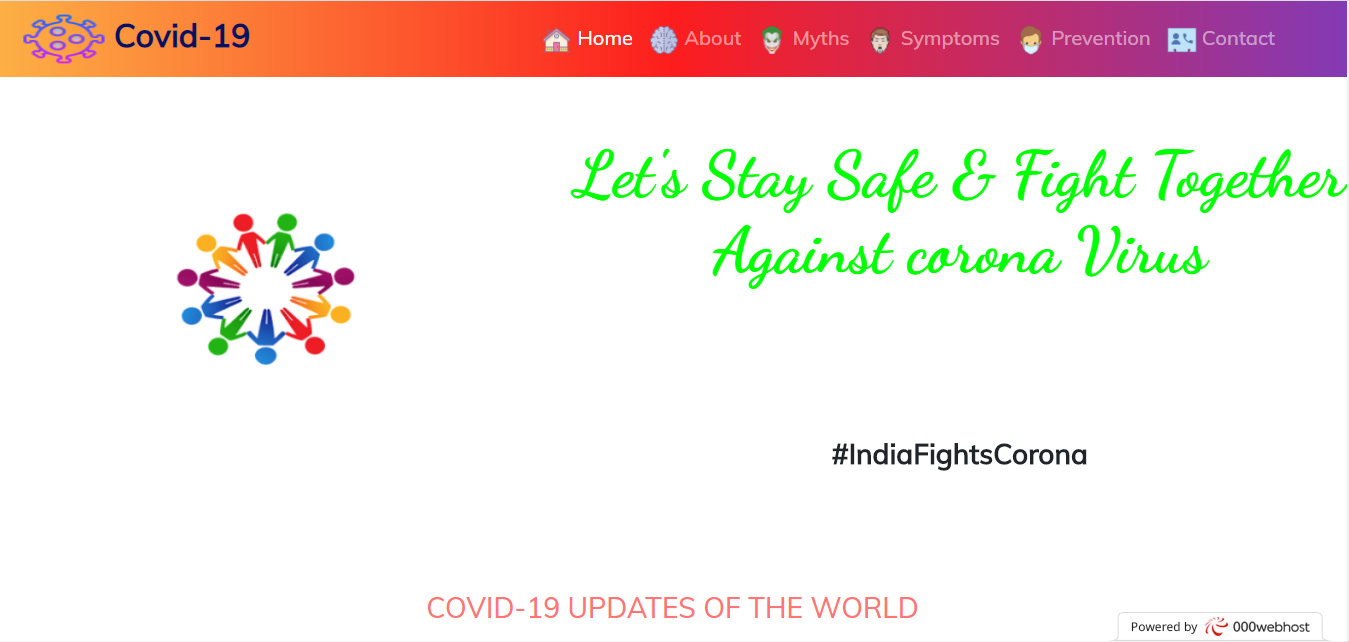 Covid-19
Home About Myths Symptoms Prevention Contact
Let's Stay Safe & Fight Together
Against corona Virus
#IndiaFightsCorona
COVID-19 UPDATES OF THE WORLD
Powered by 000webhost